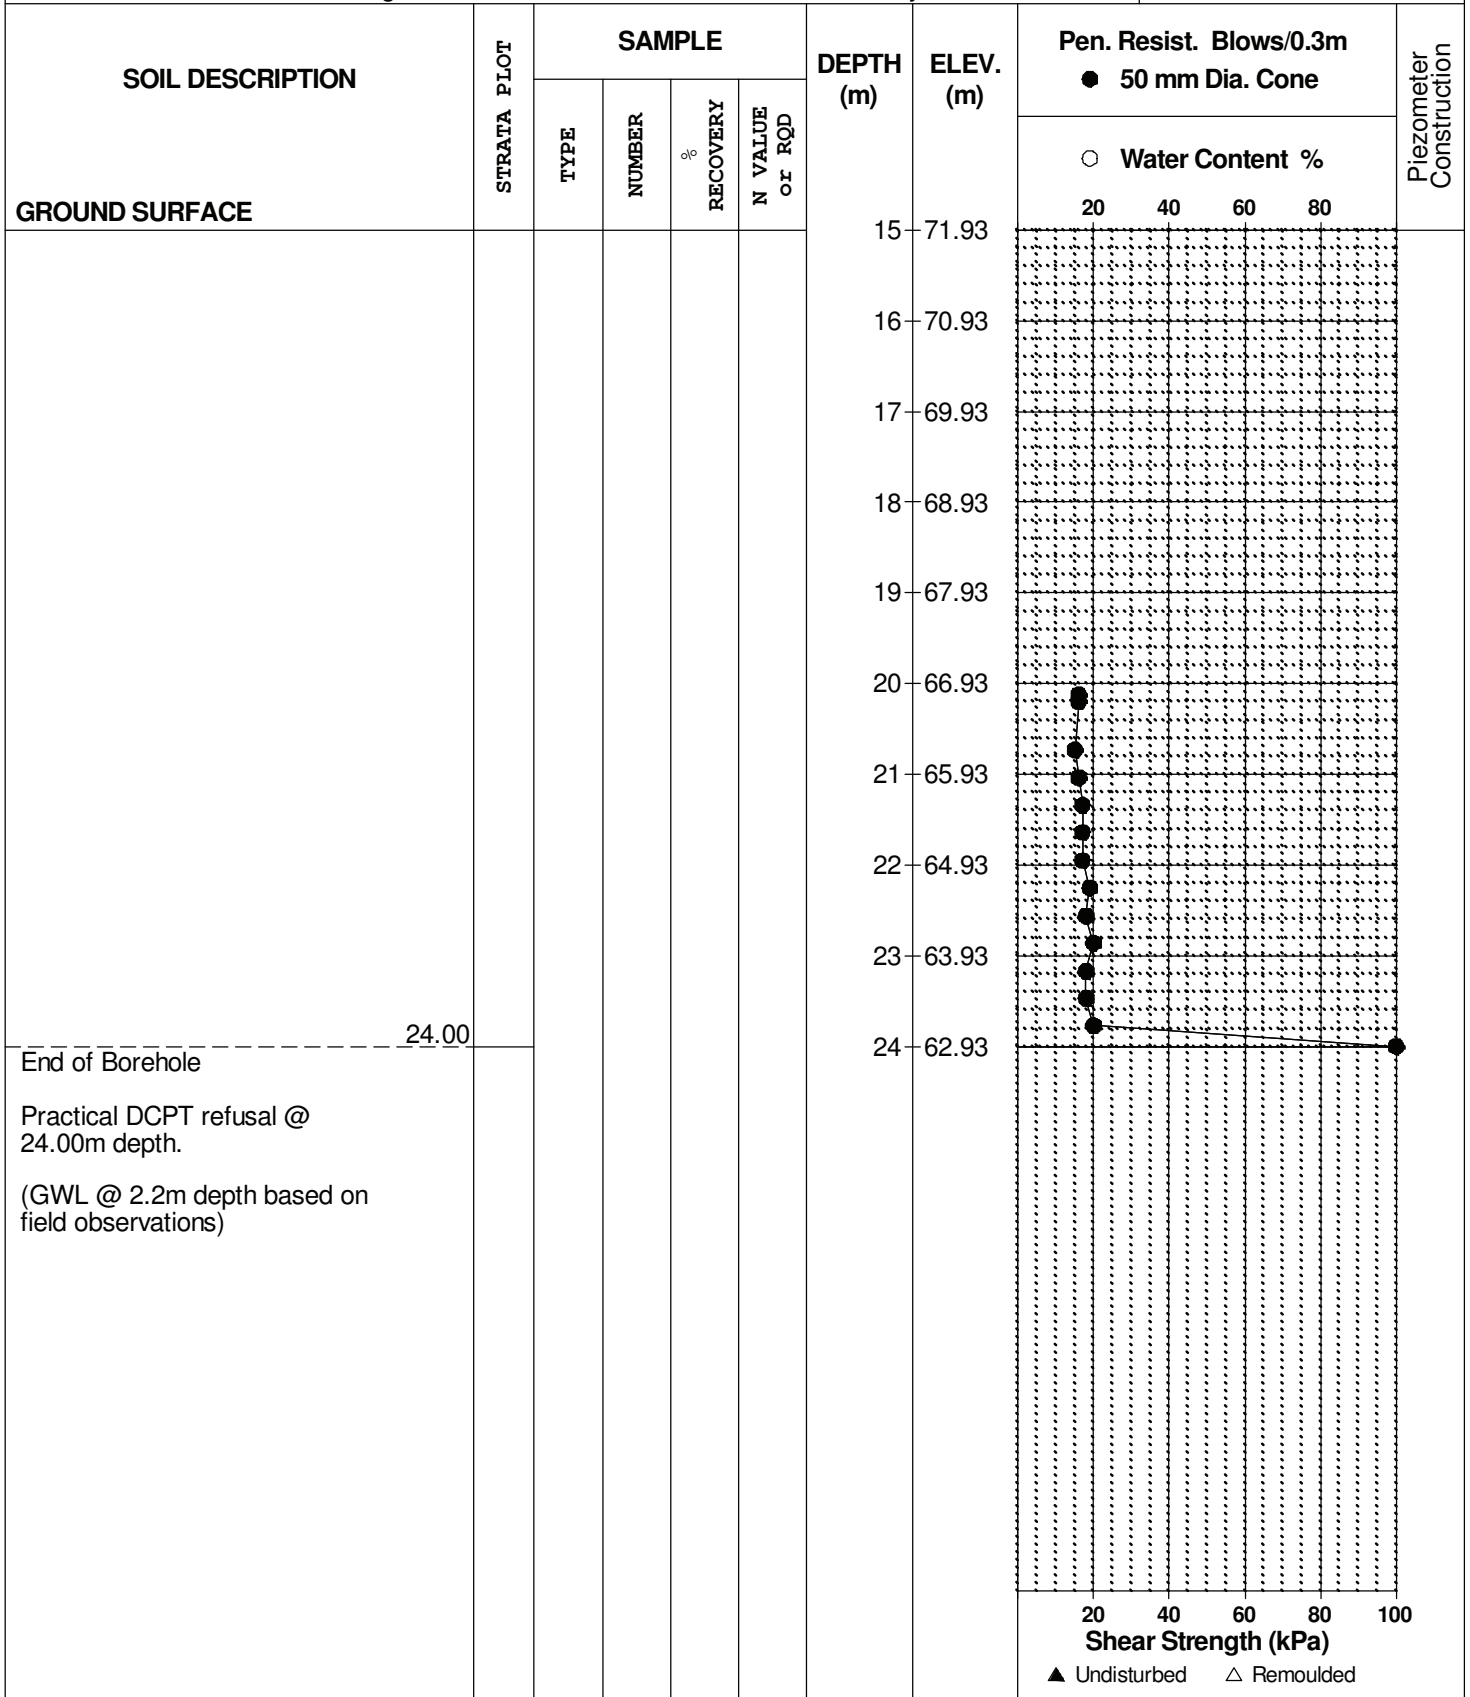 SOIL DESCRIPTION
GROUND SURFACE
STRATA PLOT
SAMPLE
TYPE
NUMBER
%
RECOVERY
N VALUE
or RQD
DEPTH
(m)
ELEV.
(m)
Pen. Resist. Blows/0.3m
● 50 mm Dia. Cone
○ Water Content %
20 40 60 80
Piezometer
Construction
15 71.93
16 70.93
17 69.93
18 68.93
19 67.93
20 66.93
21 65.93
22 64.93
23 63.93
24.00
24 62.93
End of Borehole
Practical DCPT refusal @
24.00m depth.
(GWL @ 2.2m depth based on
field observations)
20 40 60 80 100
Shear Strength (kPa)
▲ Undisturbed △ Remoulded